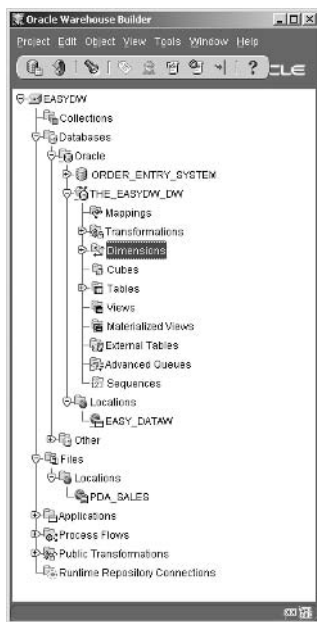 Oracle Warehouse Builder
Project Edit Object View Tools Window Help
?
CLE
EASYDW
Collections
Databases
Oracle
ORDER_ENTRY_SYSTEM
THE_EASYDW_DW
Mappings
Transformations
Dimensions
Cubes
Tables
Views
Materialized Views
External Tables
Advanced Queues
Sequences
Locations
EASY_DATAW
Other
Files
Locations
PDA_SALES
Applications
Process Flows
Public Transformations
Runtime Repository Connections